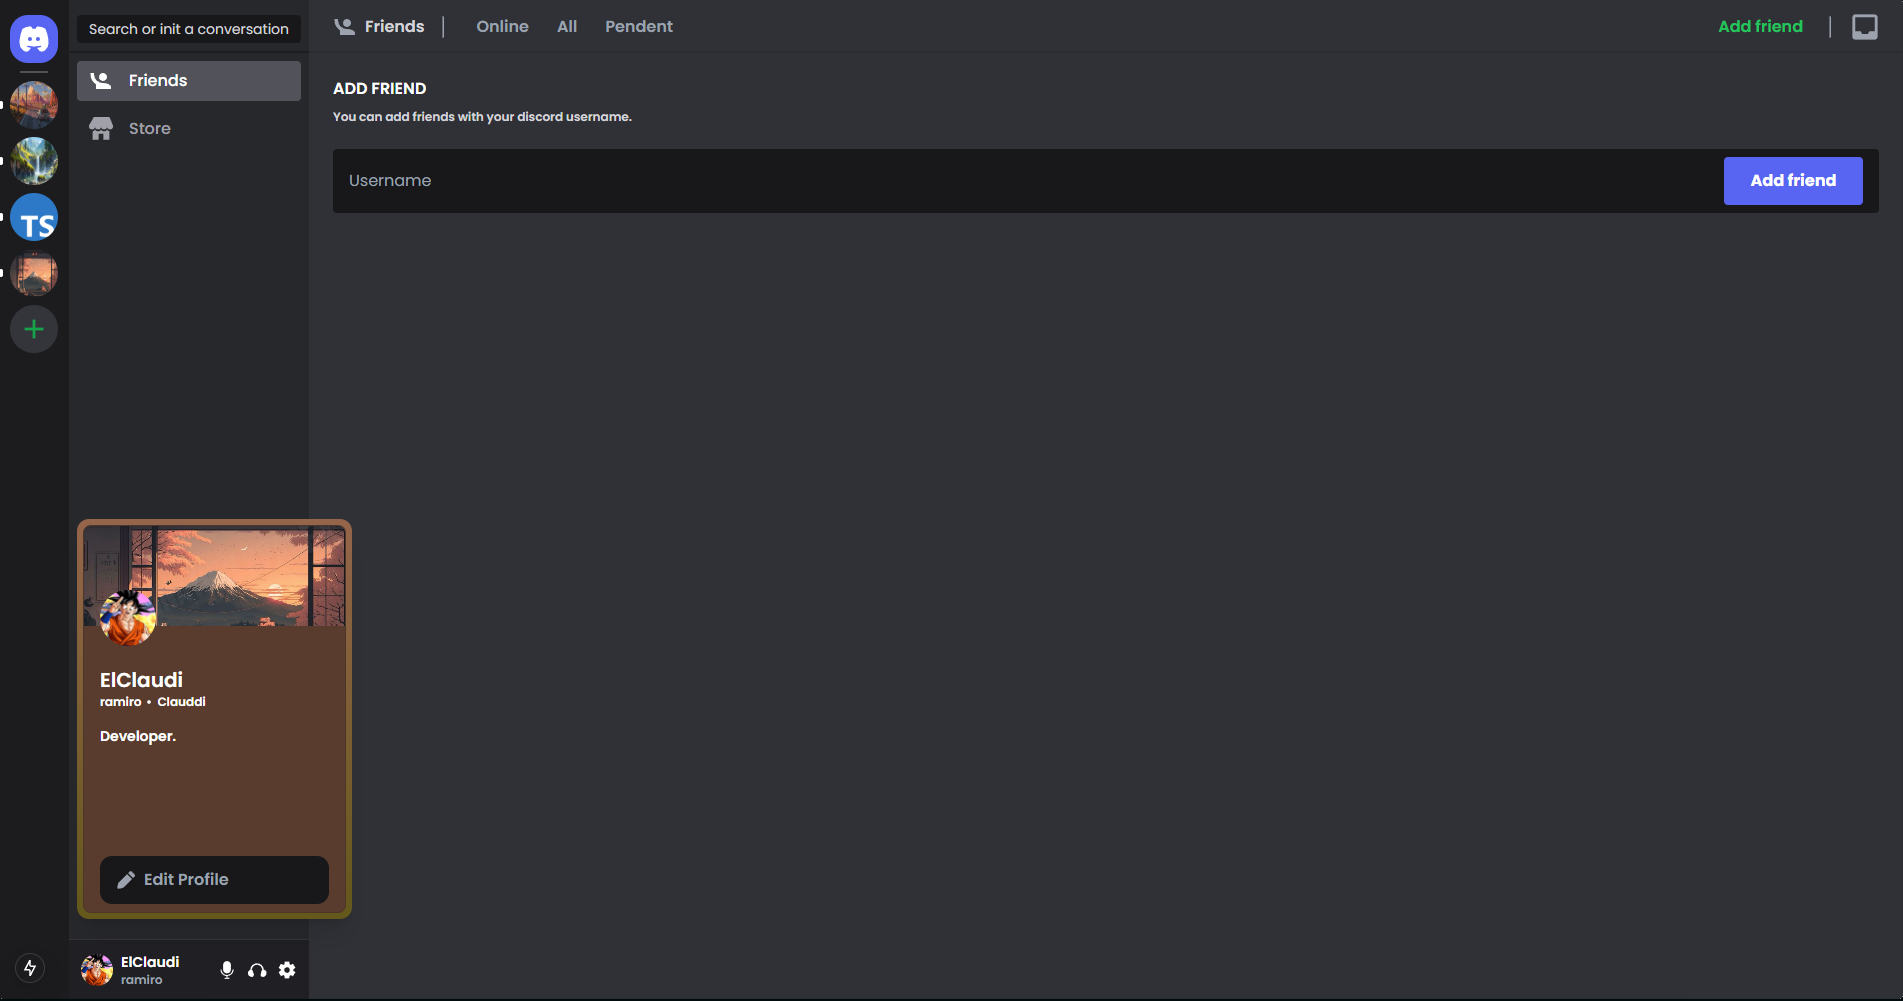 Search or init a conversation
Friends
Online
All
Pendent
Add friend
Friends
Store
TS
ADD FRIEND
You can add friends with your discord username.
Username
Add friend
ElClaudi
ramiro • Clauddi
Developer.
Edit Profile
ElClaudi
ramiro